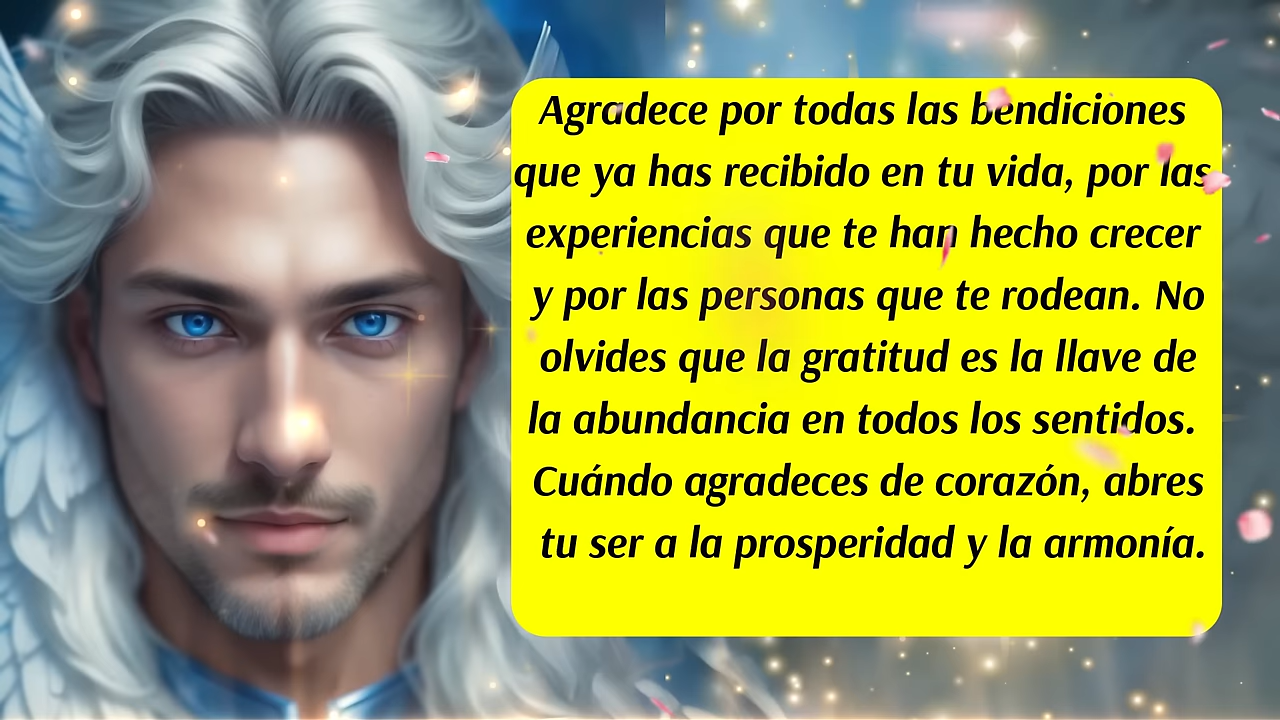 Agradece por todas las bendiciones
que ya has recibido en tu vida, por las
experiencias que te han hecho crecer
y por las personas que te rodean. No
olvides que la gratitud es la llave de
la abundancia en todos los sentidos.
Cuándo agradeces de corazón, abres
tu ser a la prosperidad y la armonía.